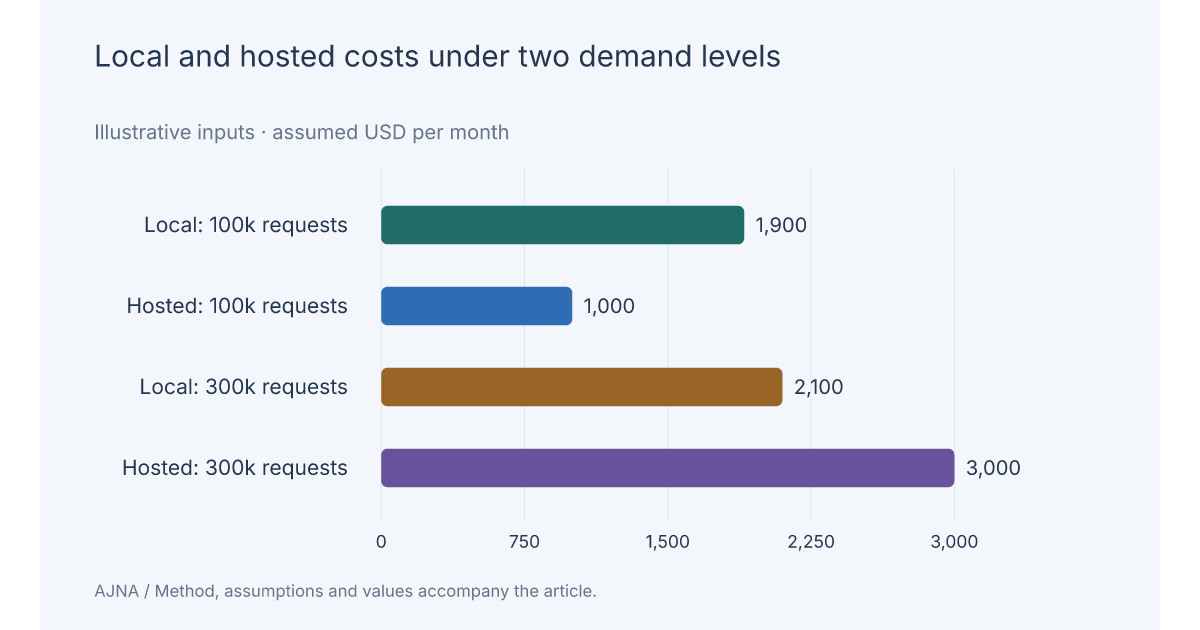 Local and hosted costs under two demand levels
Illustrative inputs · assumed USD per month
Local: 100k requests 1,900
Hosted: 100k requests 1,000
Local: 300k requests 2,100
Hosted: 300k requests 3,000
0 750 1,500 2,250 3,000
AJNA / Method, assumptions and values accompany the article.